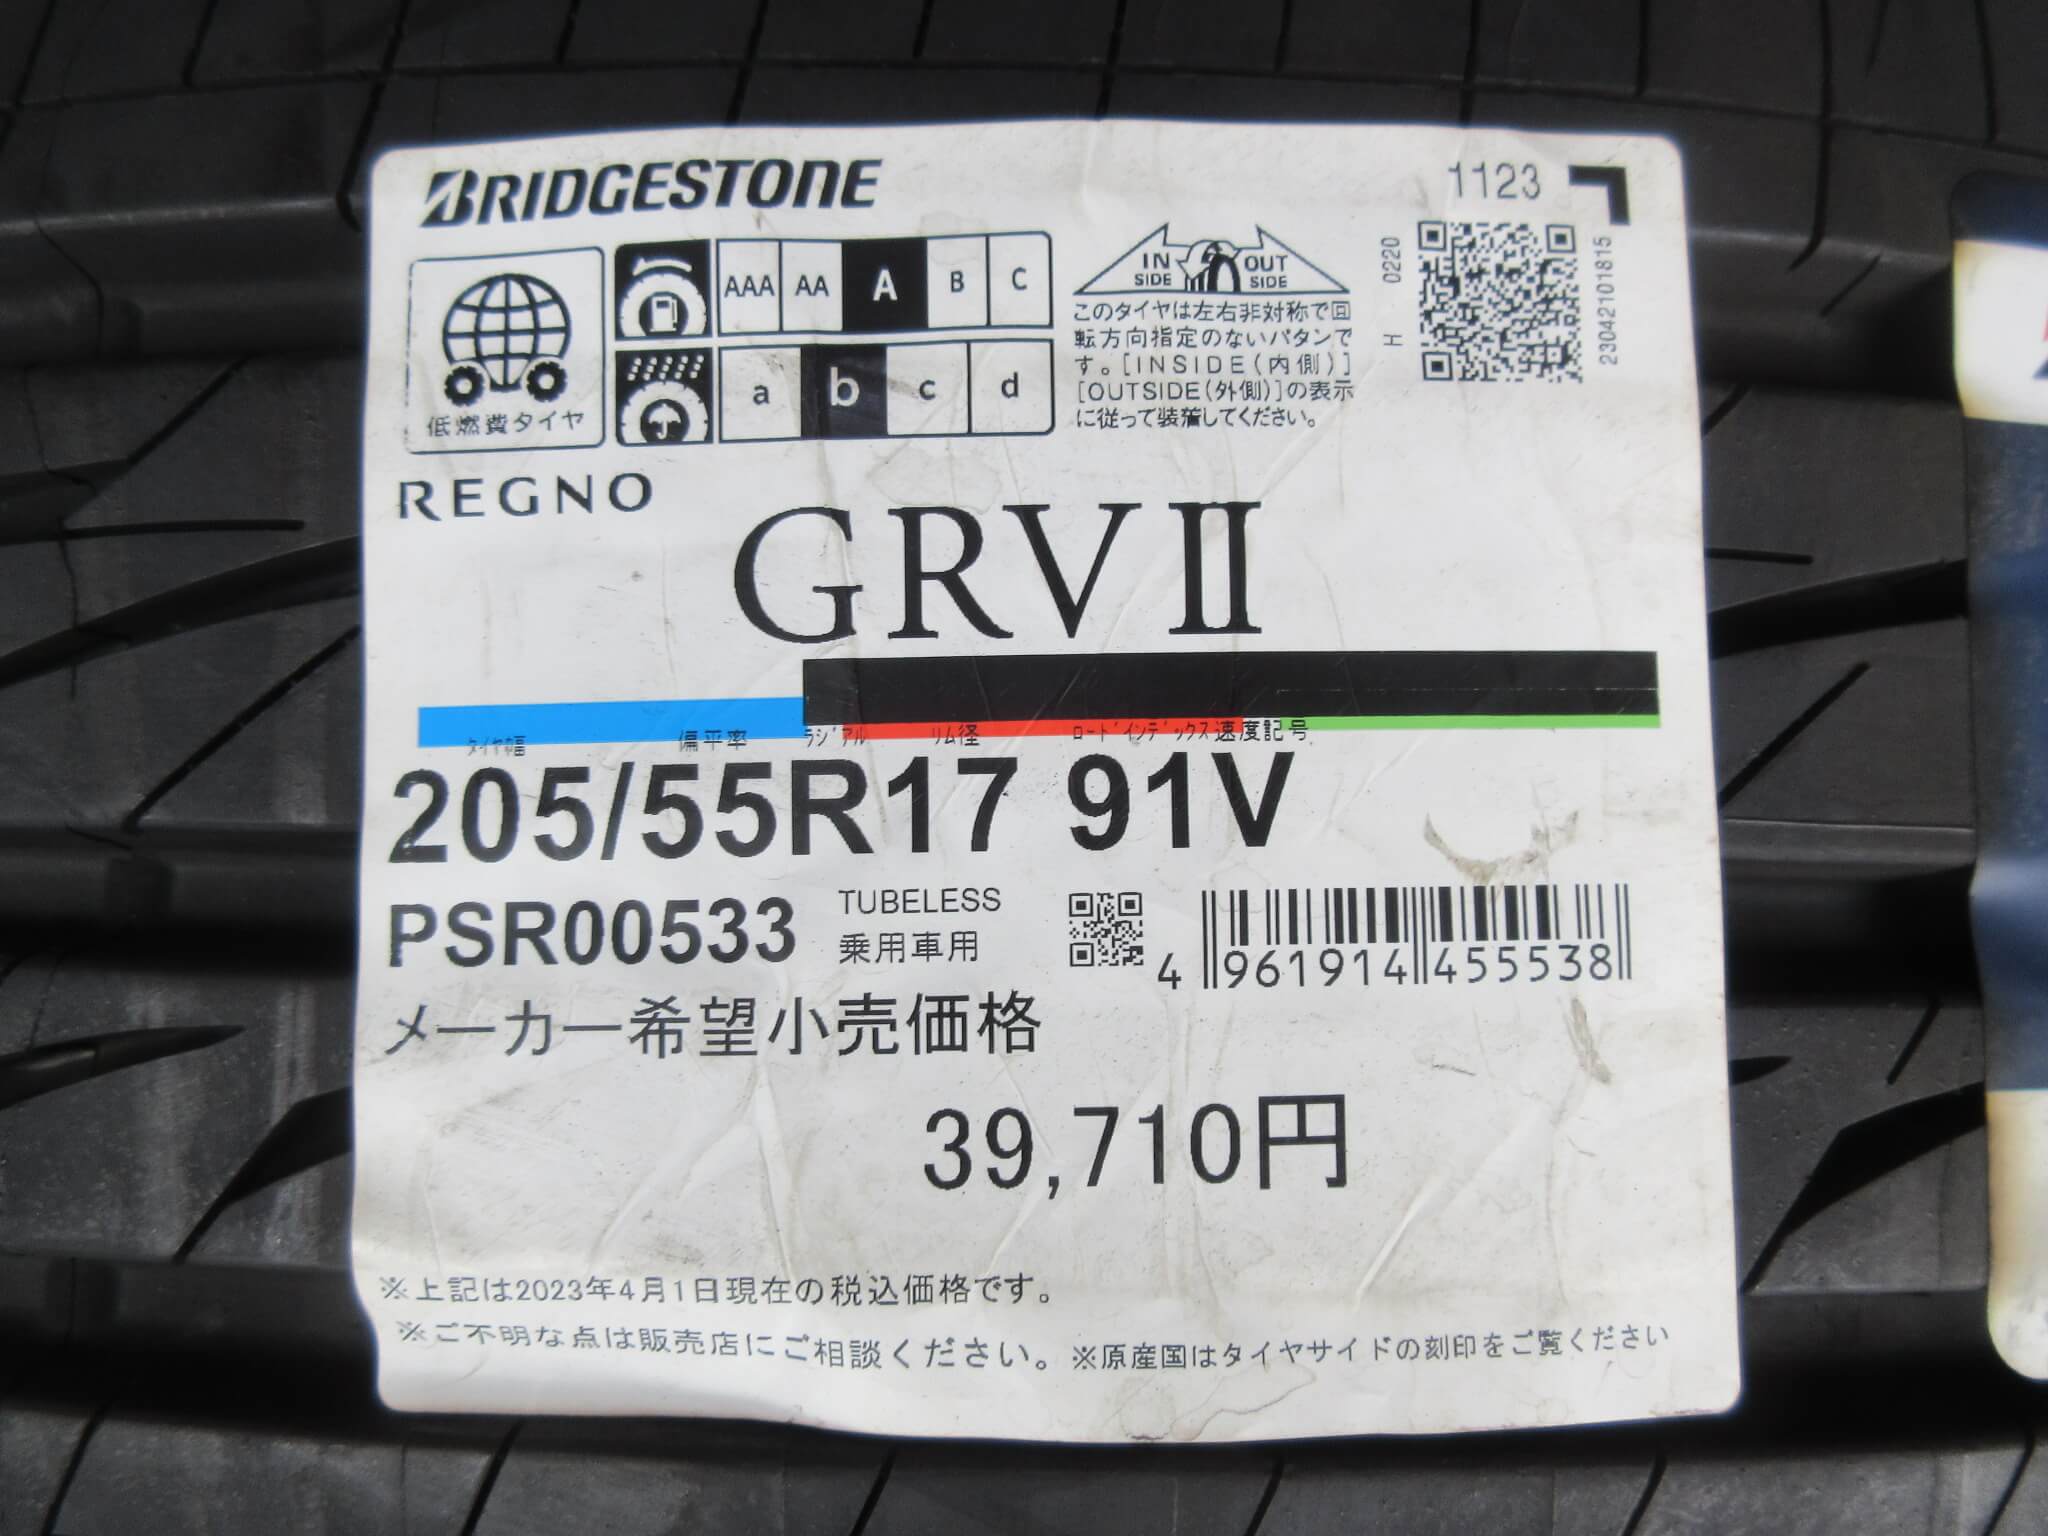 BRIDGESTONE
1123
低燃費タイヤ
AAA AA A B C
a b c d
IN SIDE OUT SIDE
このタイヤは左右非対称で回
転方向指定のないパタンで
す。[INSIDE(内側)]
[OUTSIDE(外側)]の表示
に従って装着してください。
H 0220
23042101815
REGNO
GRVⅡ
タイヤ幅 偏平率 ラジアル リム径 ロードインデックス 速度記号
205/55R17 91V
PSR00533
TUBELESS
乗用車用
4 961914 455538
メーカー希望小売価格
39,710円
※上記は2023年4月1日現在の税込価格です。
※ご不明な点は販売店にご相談ください。※原産国はタイヤサイドの刻印をご覧ください